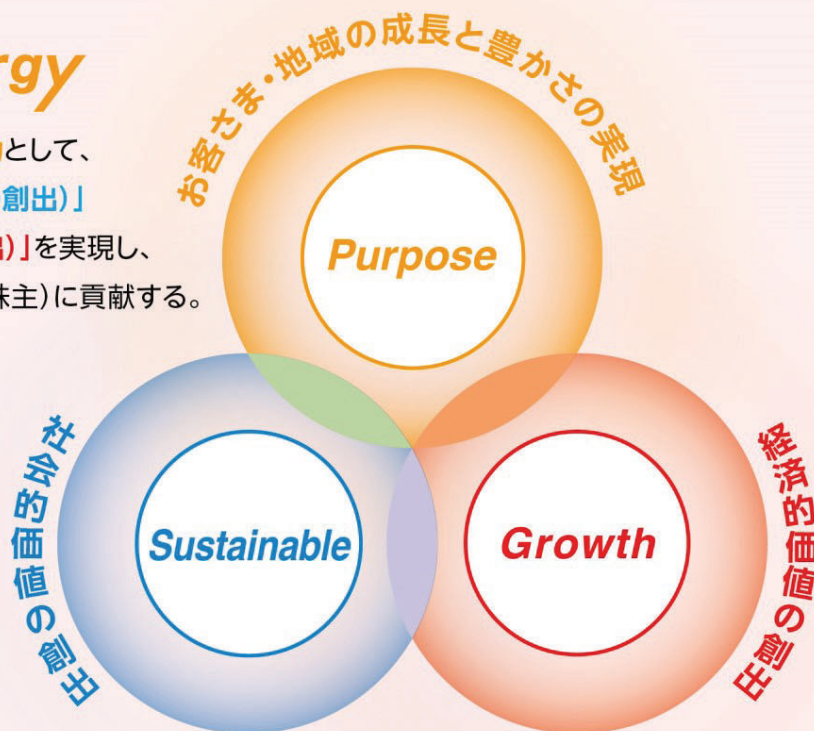 rgy
として、
創出)」
)」を実現し、
株主)に貢献する。
お客さま・地域の成長と豊かさの実現
Purpose
社会的価値の創出
Sustainable
Growth
経済的価値の創出